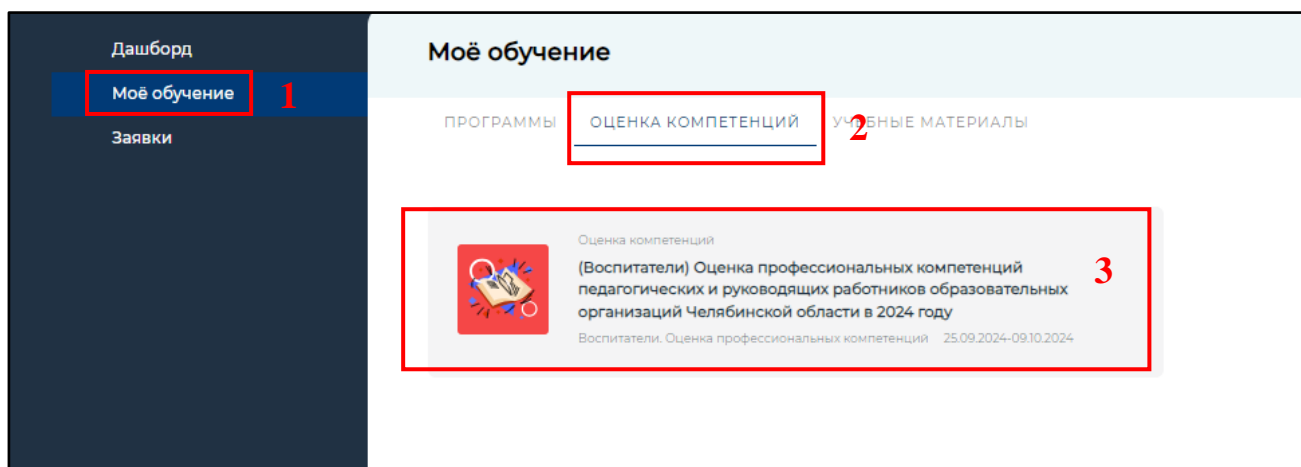 Дашборд
Моё обучение
1
Заявки
Моё обучение
ПРОГРАММЫ
ОЦЕНКА КОМПЕТЕНЦИЙ
2
УЧЕБНЫЕ МАТЕРИАЛЫ
Оценка компетенций
(Воспитатели) Оценка профессиональных компетенций
педагогических и руководящих работников образовательных
организаций Челябинской области в 2024 году
3
Воспитатели. Оценка профессиональных компетенций 25.09.2024-09.10.2024